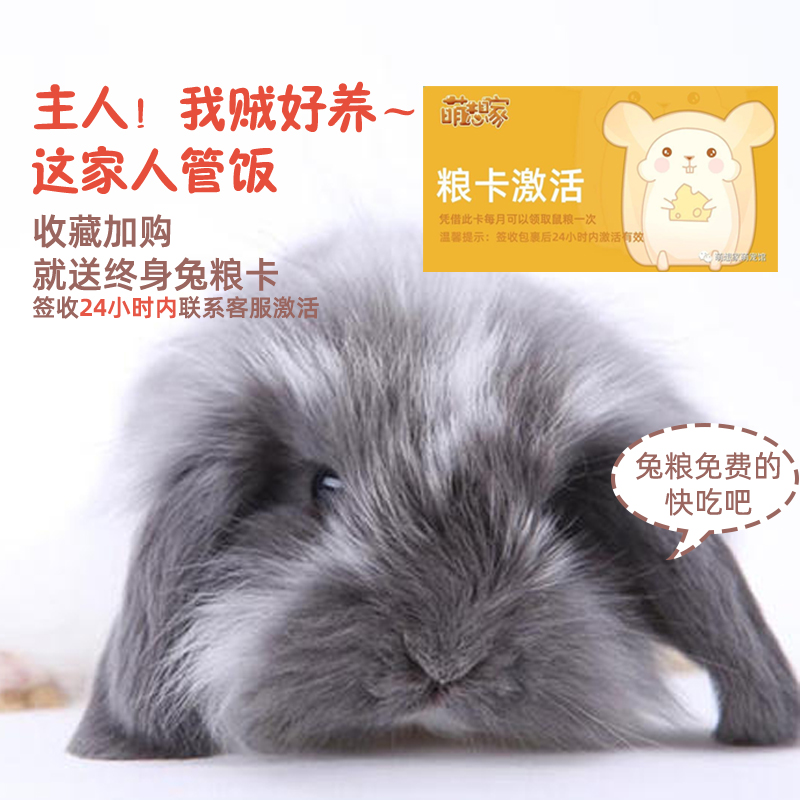 主人！我贼好养~
这家人管饭
收藏加购
就送终身兔粮卡
签收24小时内联系客服激活
萌想家
粮卡激活
凭借此卡每月可以领取鼠粮一次
温馨提示：签收包裹后24小时内激活有效
兔粮免费的
快吃吧